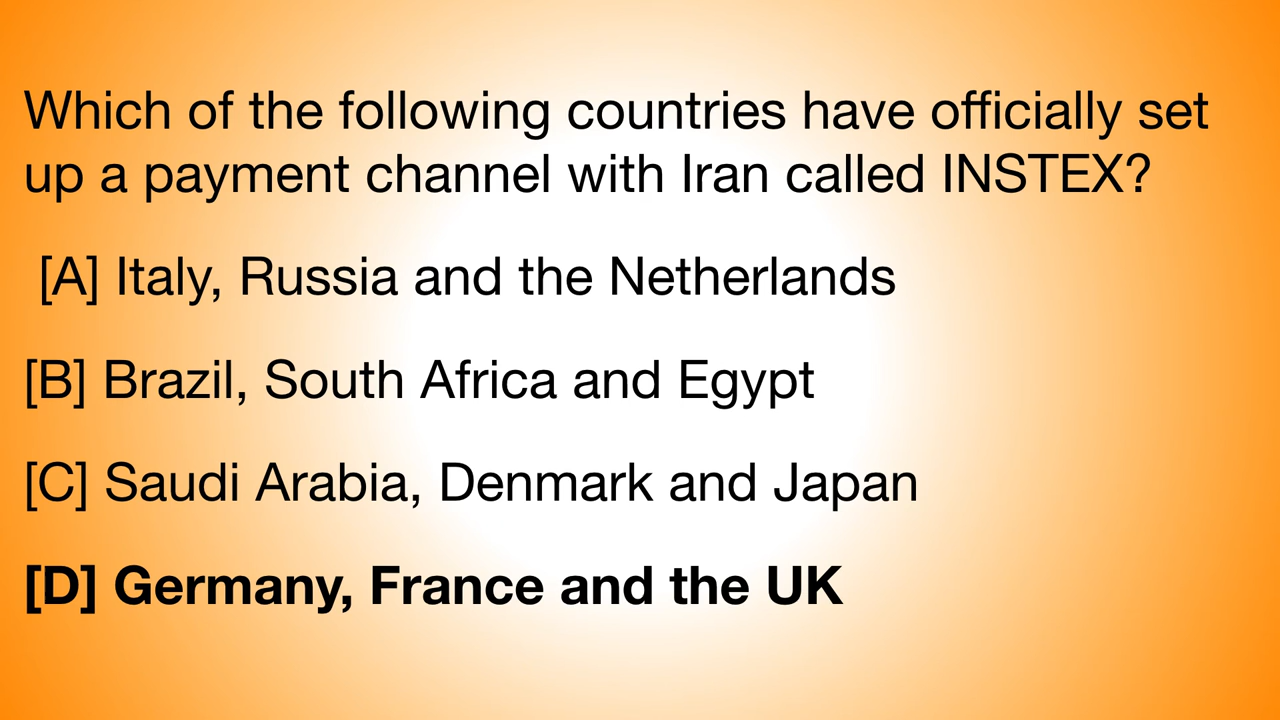 Which of the following countries have officially set
up a payment channel with Iran called INSTEX?
[A] Italy, Russia and the Netherlands
[B] Brazil, South Africa and Egypt
[C] Saudi Arabia, Denmark and Japan
[D] Germany, France and the UK